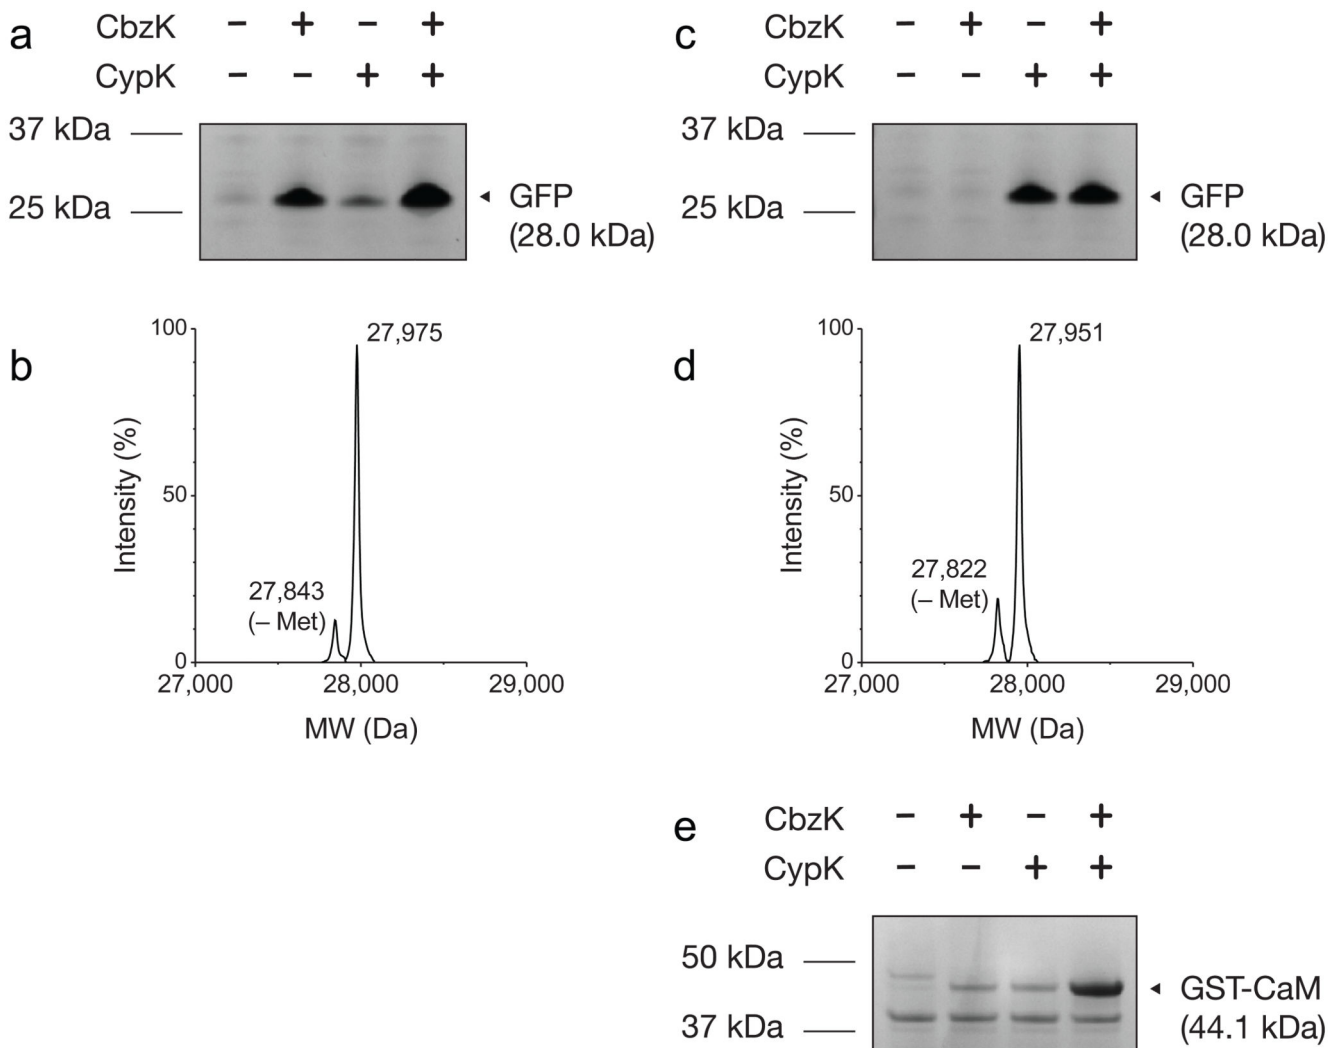 a
CbzK – + – +
CypK – – + +
37 kDa
25 kDa
◄ GFP
(28.0 kDa)
c
CbzK – + – +
CypK – – + +
37 kDa
25 kDa
◄ GFP
(28.0 kDa)
b
Intensity (%)
100
50
0
27,975
27,843
(– Met)
27,000 28,000 29,000
MW (Da)
d
Intensity (%)
100
50
0
27,951
27,822
(– Met)
27,000 28,000 29,000
MW (Da)
e
CbzK – + – +
CypK – – + +
50 kDa
37 kDa
◄ GST-CaM
(44.1 kDa)